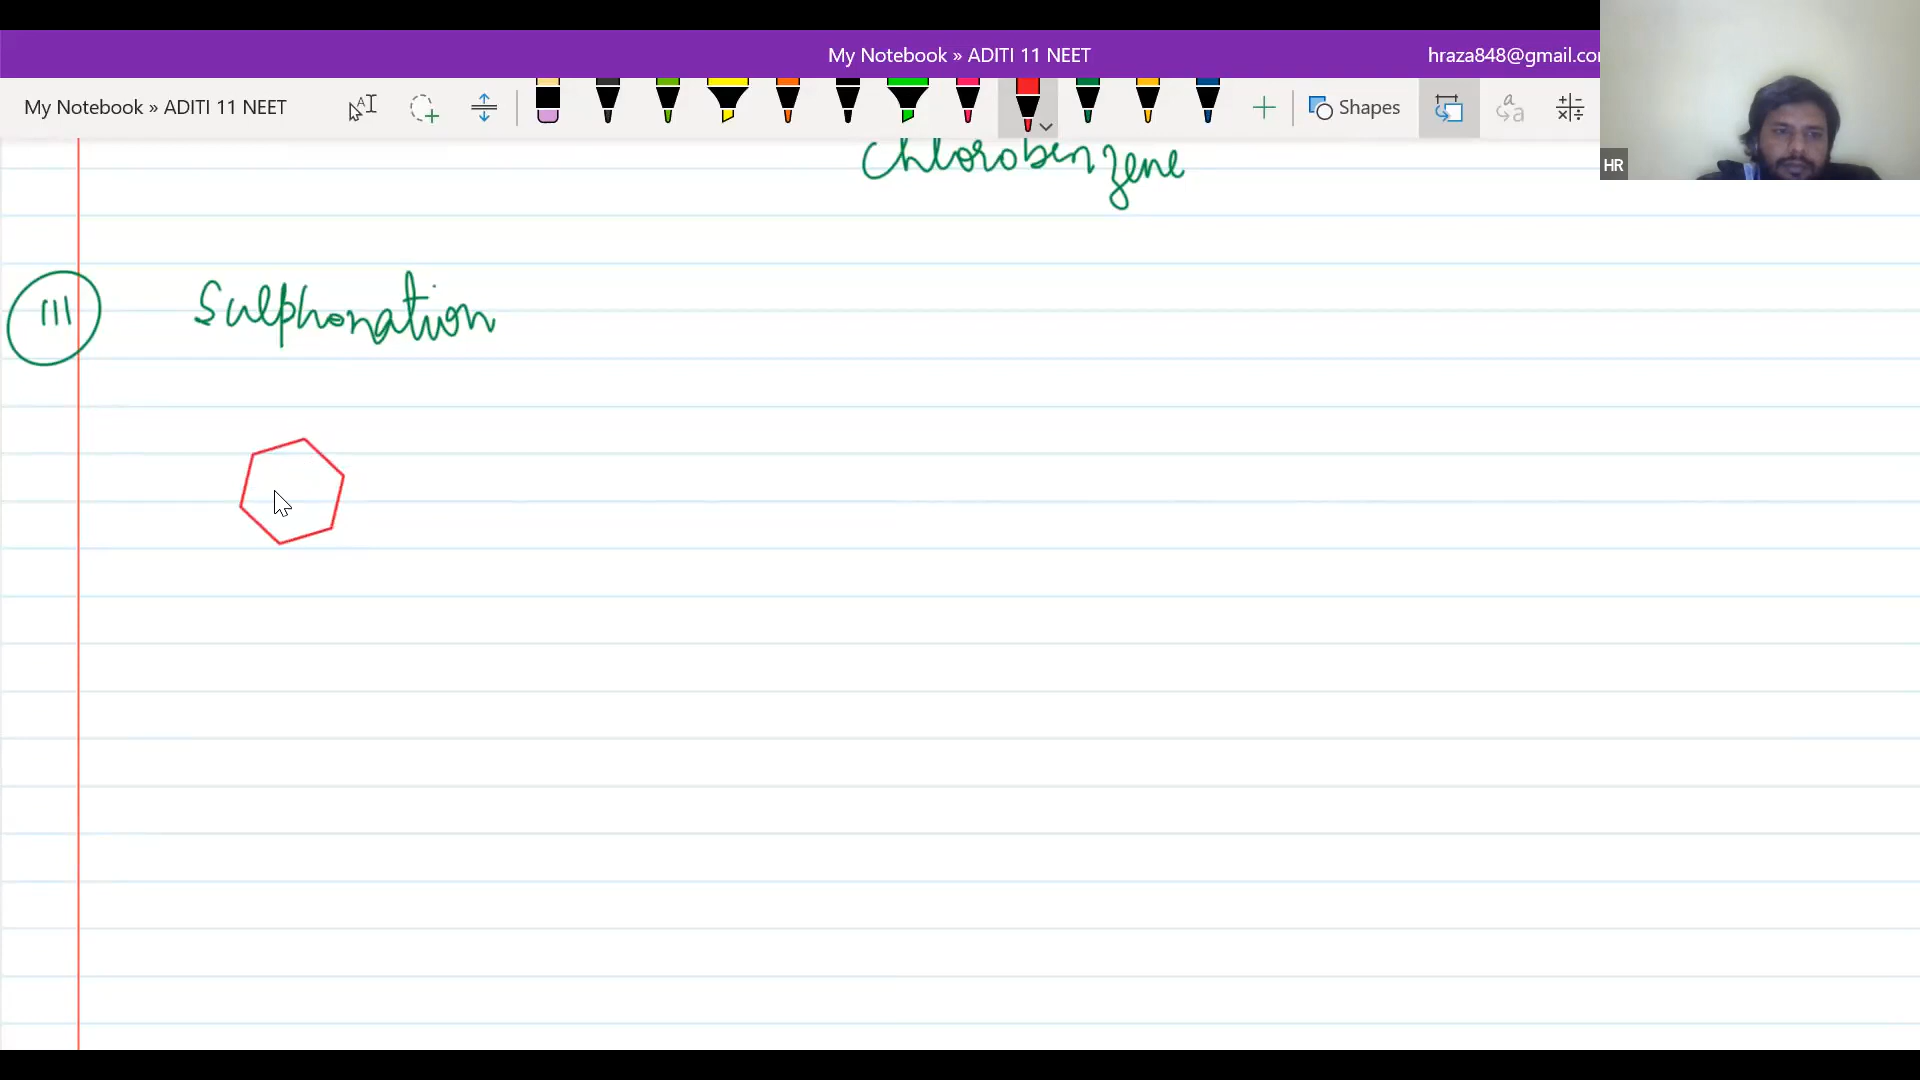 My Notebook » ADITI 11 NEET
hraza848@gmail.co
My Notebook » ADITI 11 NEET
Shapes
HR
Chlorobenzene
III Sulphonation